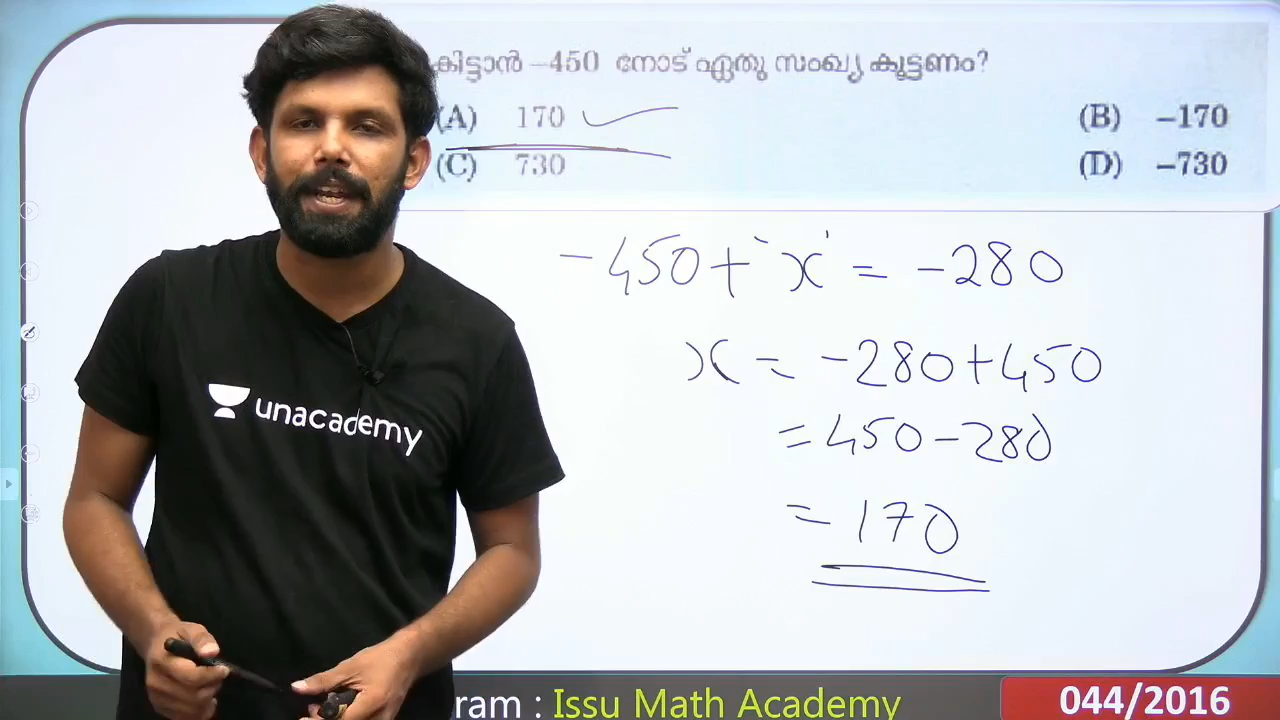 കിട്ടാൻ –450 നോട് ഏതു സംഖ്യ കൂട്ടണം?
(A) 170 (B) –170
(C) 730 (D) –730
-450 + x = -280
x = -280+450
= 450-280
= 170
unacademy
ram : Issu Math Academy
044/2016